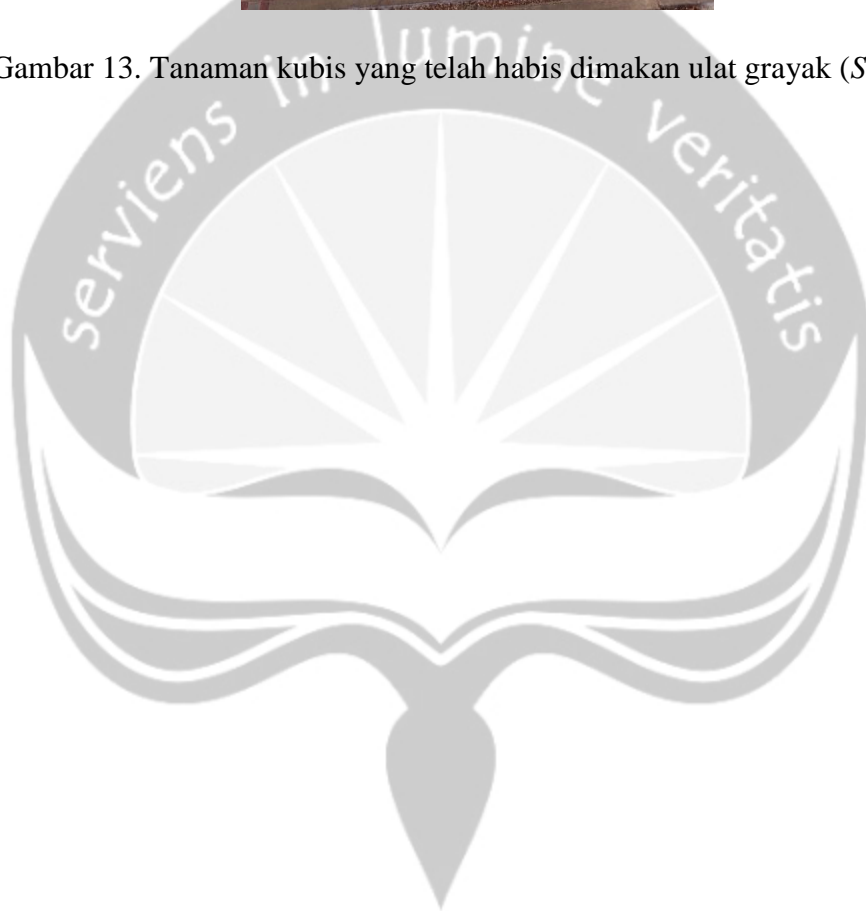 Gambar 13. Tanaman kubis yang telah habis dimakan ulat grayak (S
serviens in lumine veritatis